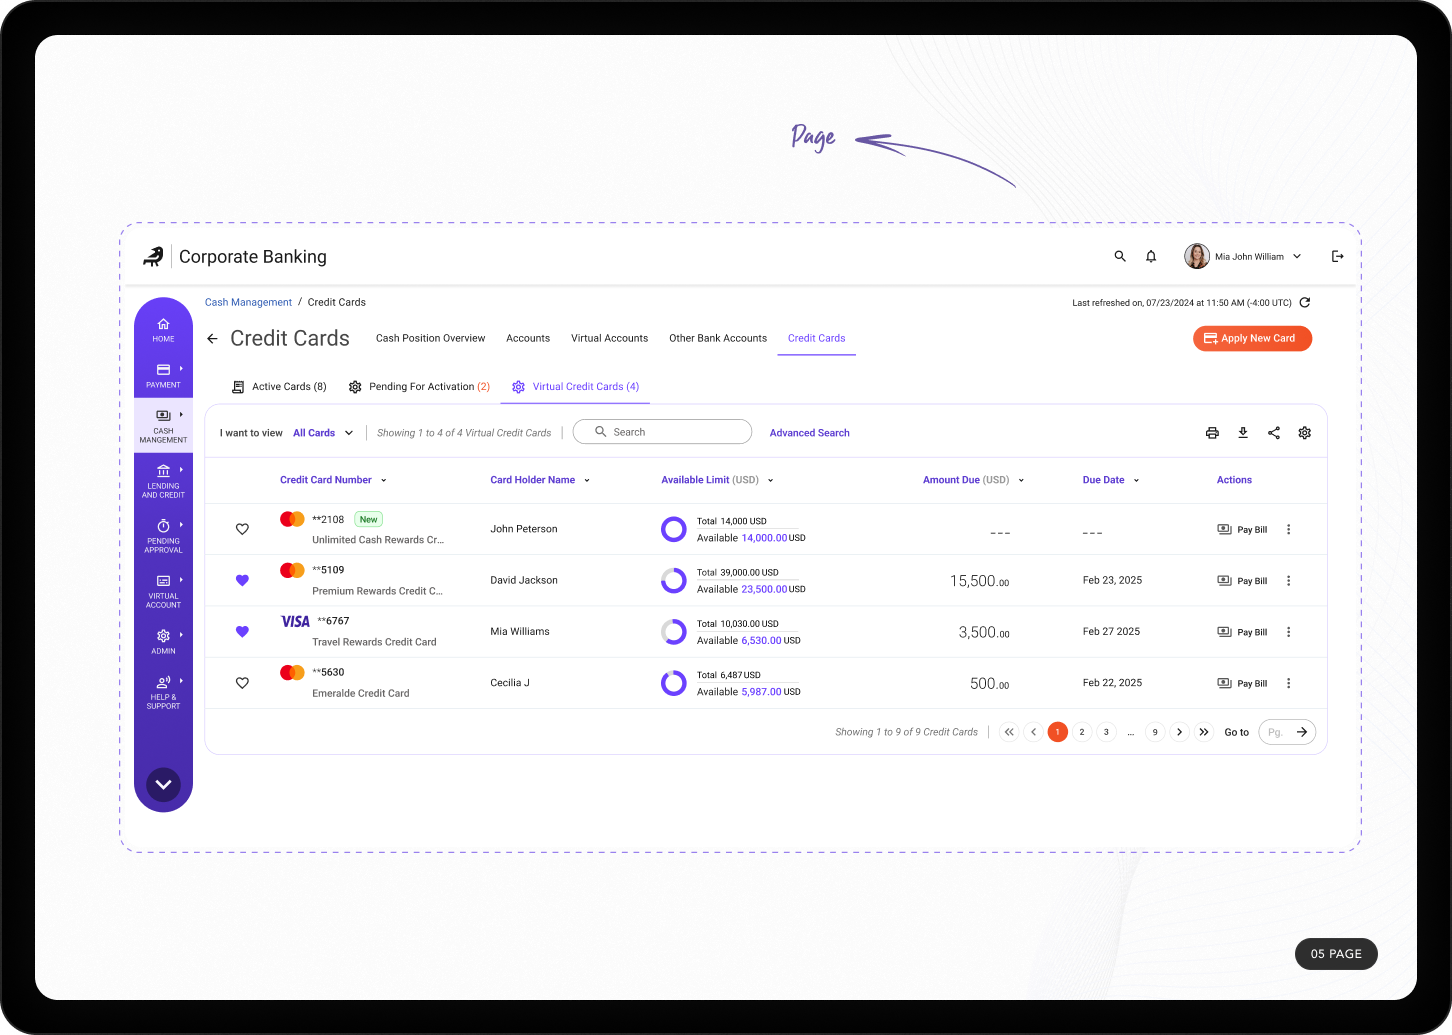 Page
Corporate Banking
Mia John William
Cash Management / Credit Cards
Last refreshed on, 07/23/2024 at 11:50 AM (-4:00 UTC)
HOME
PAYMENT
CASH
MANGEMENT
LENDING
AND CREDIT
PENDING
APPROVAL
VIRTUAL
ACCOUNT
ADMIN
HELP &
SUPPORT
Credit Cards
Cash Position Overview Accounts Virtual Accounts Other Bank Accounts Credit Cards
Apply New Card
Active Cards (8) Pending For Activation (2) Virtual Credit Cards (4)
I want to view All Cards Showing 1 to 4 of 4 Virtual Credit Cards Search Advanced Search
Credit Card Number Card Holder Name Available Limit (USD) Amount Due (USD) Due Date Actions
**2108 New
Unlimited Cash Rewards Cr...
John Peterson
Total 14,000 USD
Available 14,000.00 USD
--- --- Pay Bill
**5109
Premium Rewards Credit C...
David Jackson
Total 39,000.00 USD
Available 23,500.00 USD
15,500.00 Feb 23, 2025 Pay Bill
VISA **6767
Travel Rewards Credit Card
Mia Williams
Total 10,030.00 USD
Available 6,530.00 USD
3,500.00 Feb 27 2025 Pay Bill
**5630
Emeralde Credit Card
Cecilia J
Total 6,487 USD
Available 5,987.00 USD
500.00 Feb 22, 2025 Pay Bill
Showing 1 to 9 of 9 Credit Cards 1 2 3 ... 9 Go to Pg.
05 PAGE